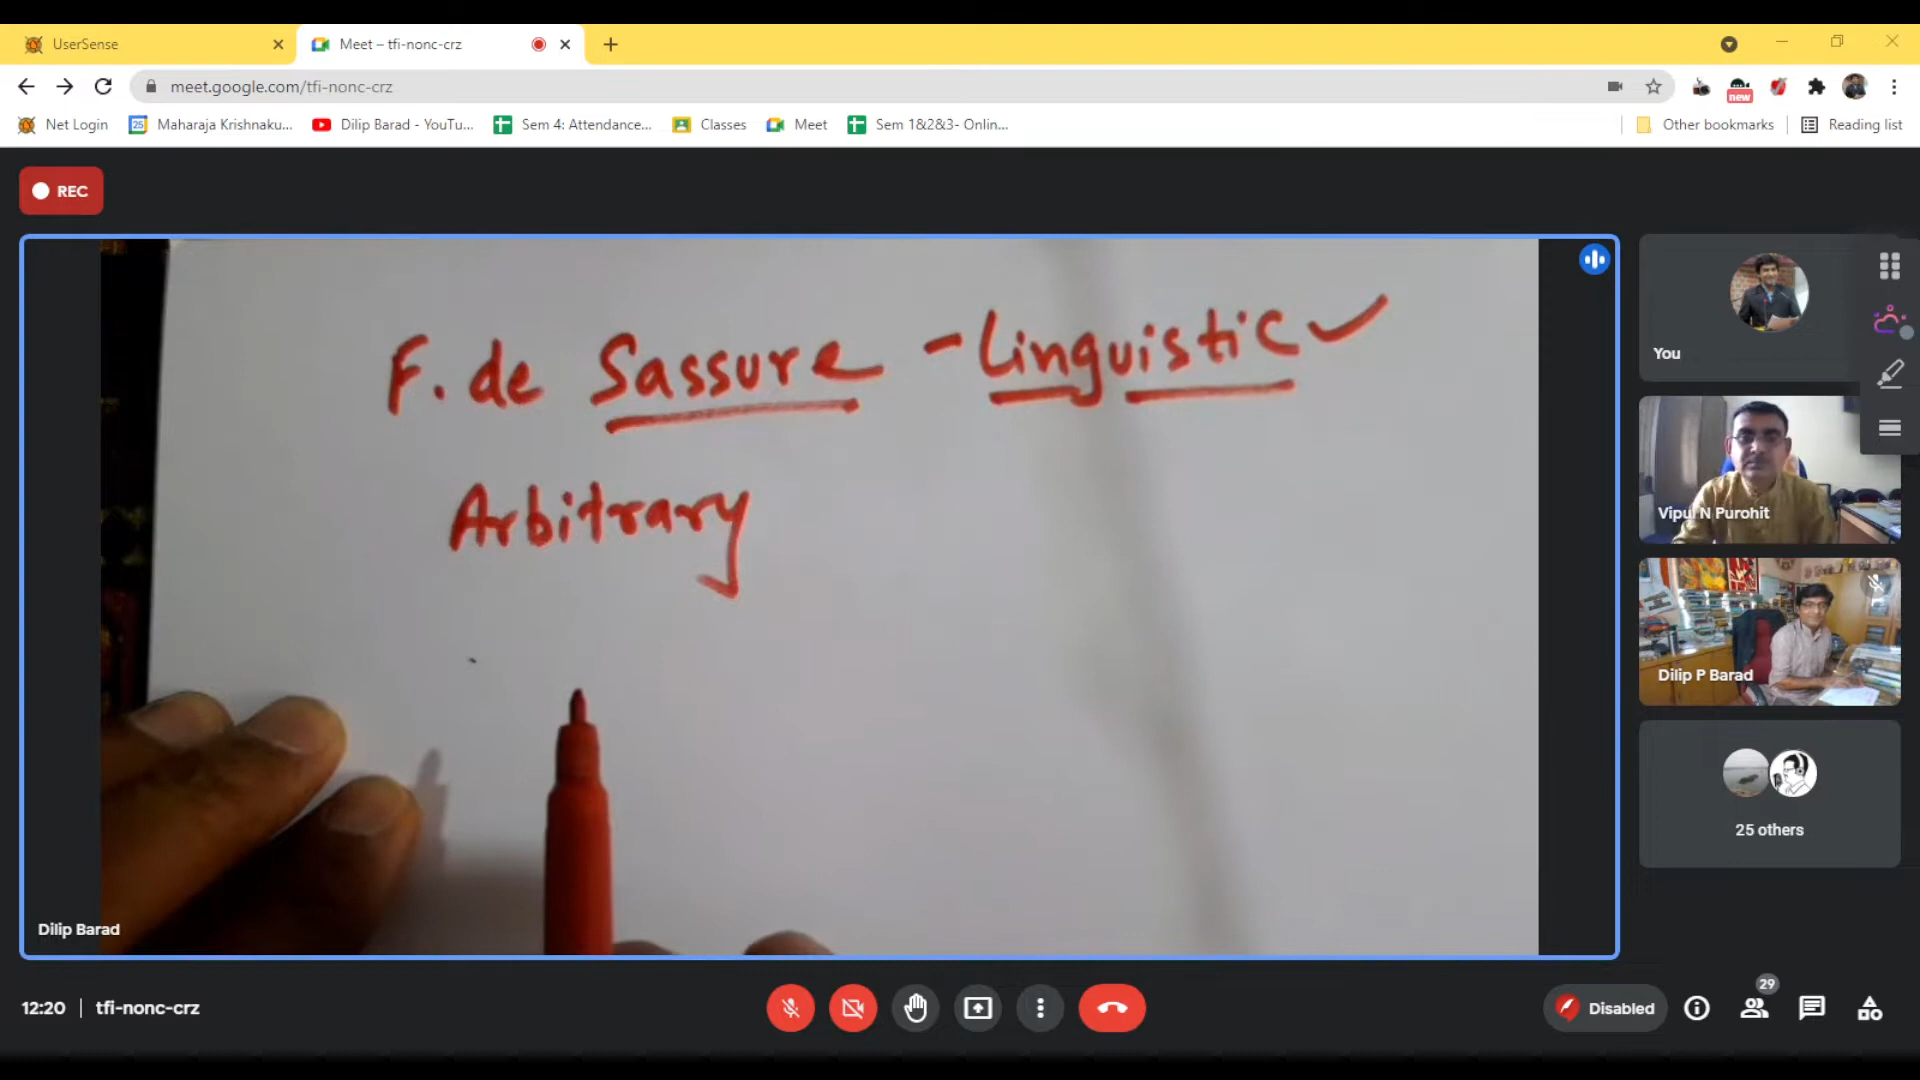 UserSense
Meet – tfi-nonc-crz
meet.google.com/tfi-nonc-crz
new
Net Login
25
Maharaja Krishnaku...
Dilip Barad - YouTu...
Sem 4: Attendance...
Classes
Meet
Sem 1&2&3- Onlin...
Other bookmarks
Reading list
REC
F. de Sassure - Linguistic
Arbitrary
Dilip Barad
You
Vipul N Purohit
Dilip P Barad
25 others
12:20 | tfi-nonc-crz
Disabled
29